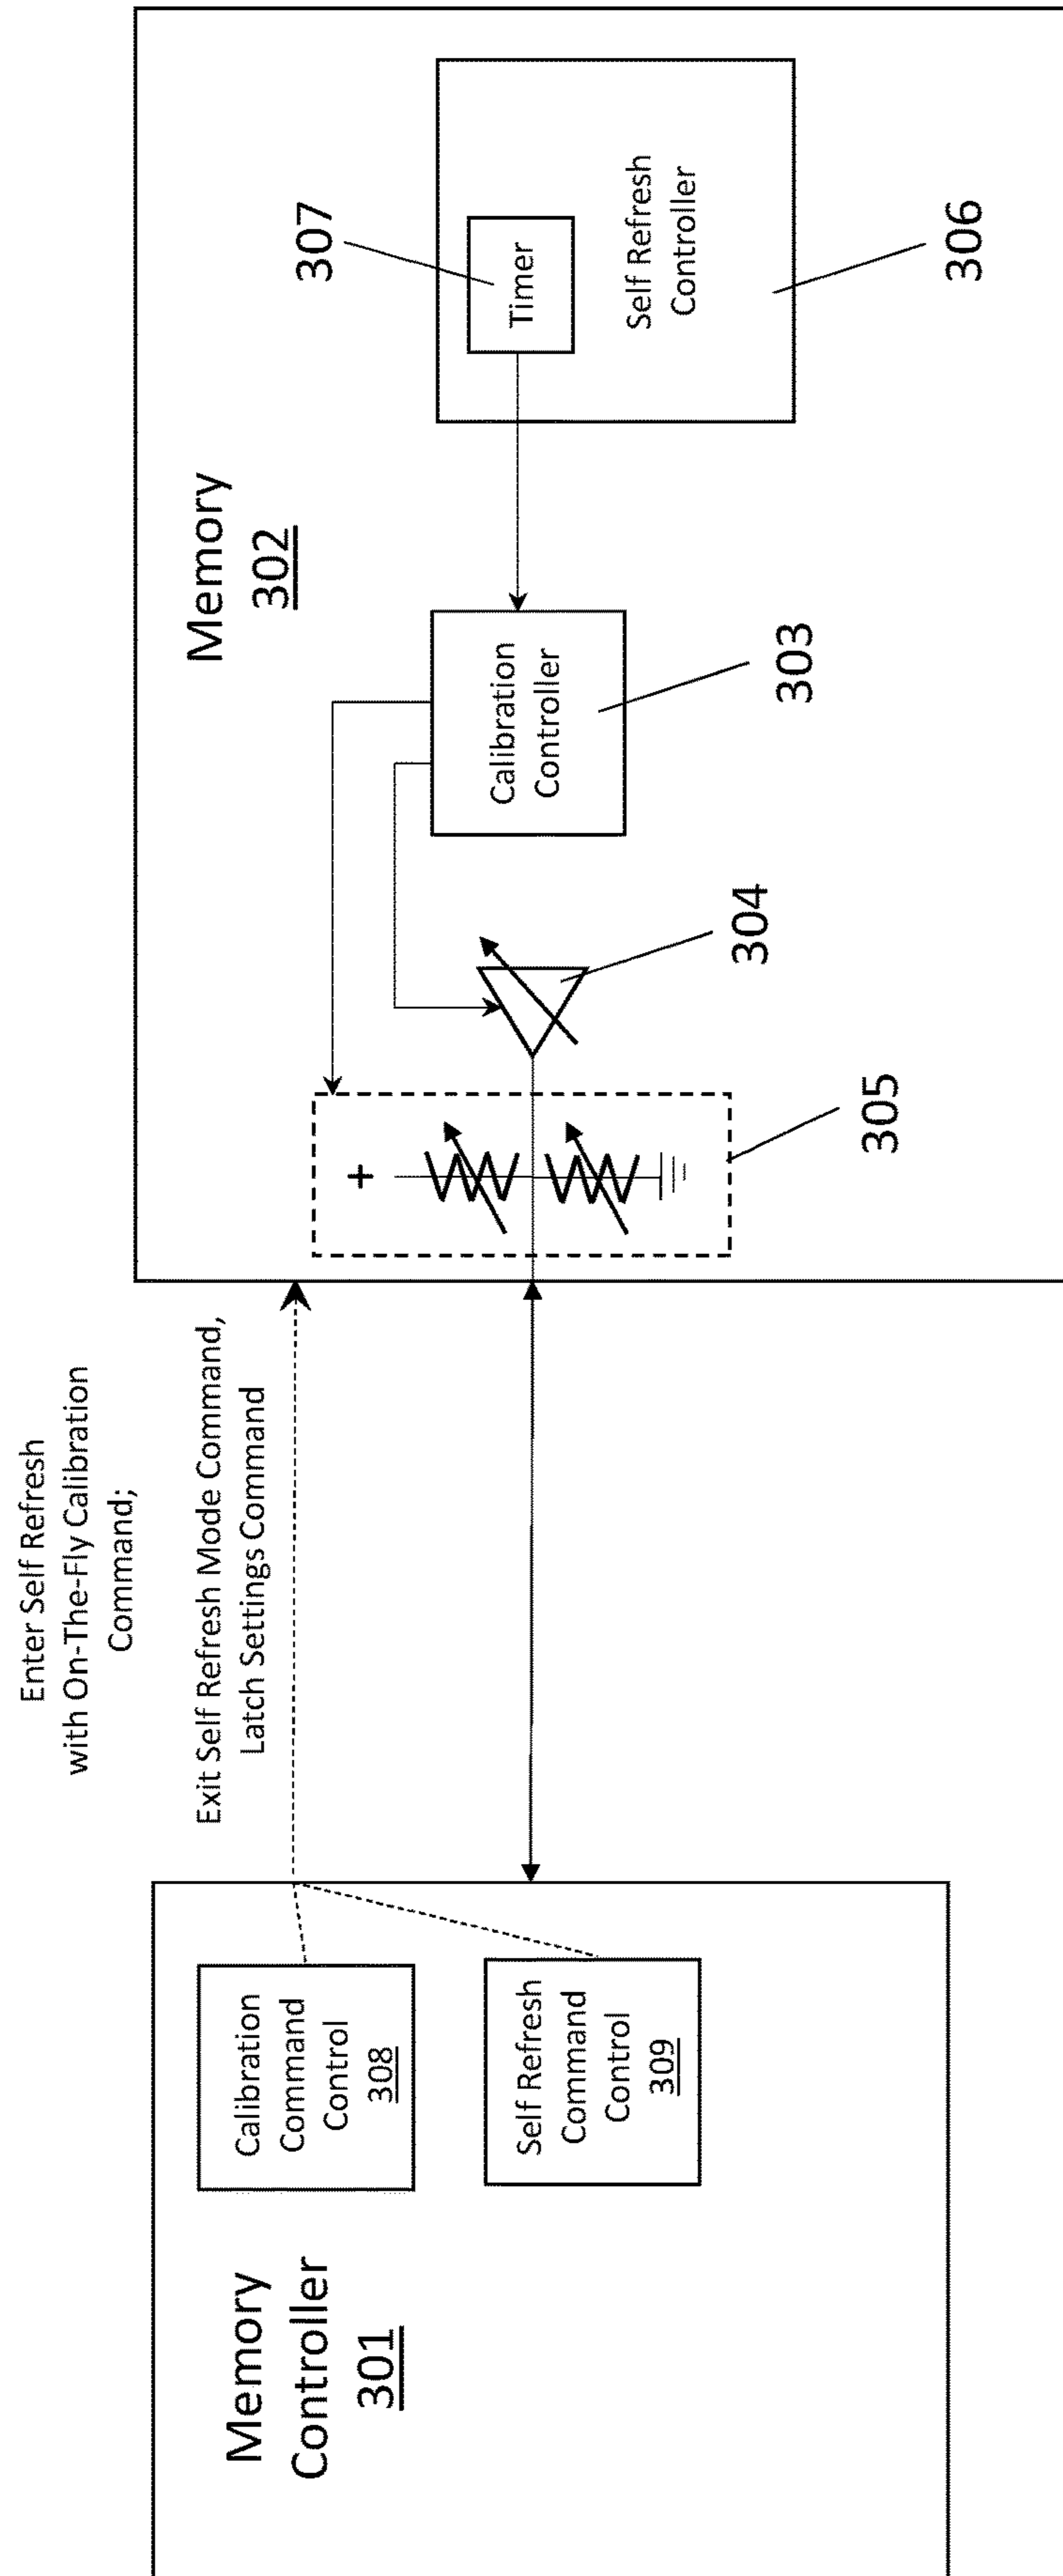 Memory
Controller
301
Calibration
Command
Control
308
Self Refresh
Command
Control
309
Enter Self Refresh
with On-The-Fly Calibration
Command;
Exit Self Refresh Mode Command,
Latch Settings Command
Memory
302
+
305
304
Calibration
Controller
303
307
Timer
Self Refresh
Controller
306